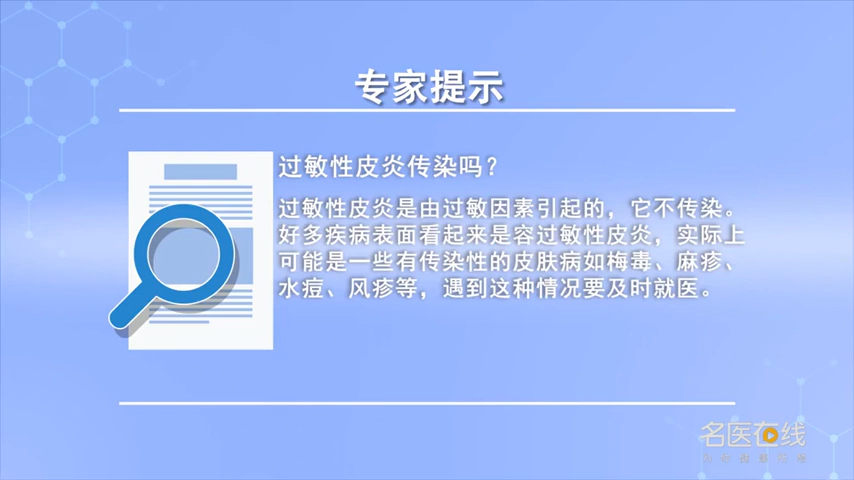 专家提示
过敏性皮炎传染吗？
过敏性皮炎是由过敏因素引起的，它不传染。
好多疾病表面看起来是容过敏性皮炎，实际上
可能是一些有传染性的皮肤病如梅毒、麻疹、
水痘、风疹等，遇到这种情况要及时就医。
名医在线